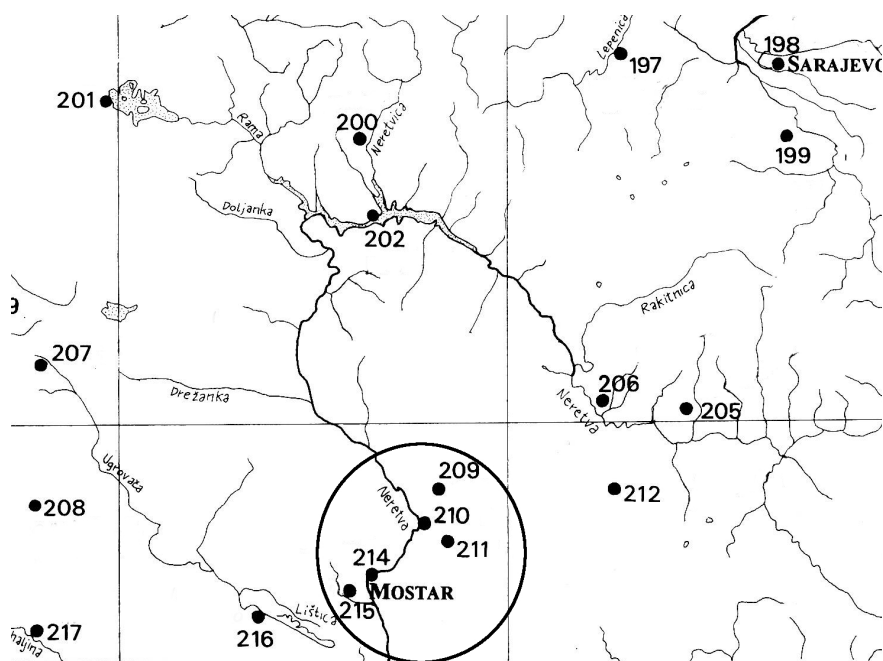 Lepenica
197
198
SARAJEVO
201
Rama
200
Neretvica
199
Doljanka
202
Rakitnica
9
207
206
205
Drežanka
Neretva
Ugrovača
209
212
208
Neretva
210
211
214
MOSTAR
215
Lištica
216
217
haljina